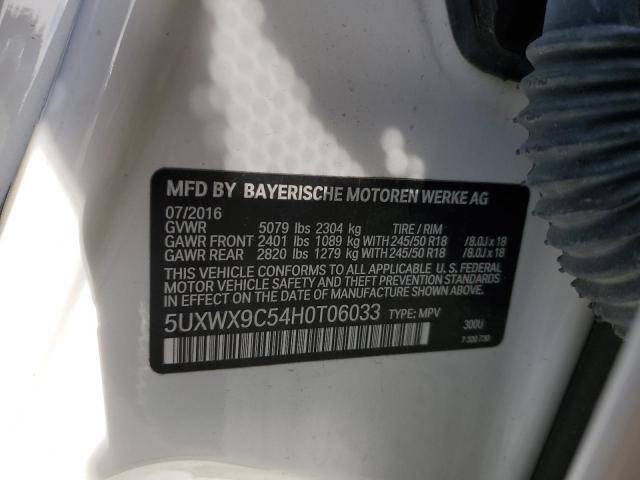 MFD BY BAYERISCHE MOTOREN WERKE AG
07/2016
GVWR 5079 lbs 2304 kg TIRE / RIM
GAWR FRONT 2401 lbs 1089 kg WITH 245/50 R18 /8.0J x 18
GAWR REAR 2820 lbs 1279 kg WITH 245/50 R18 /8.0J x 18
THIS VEHICLE CONFORMS TO ALL APPLICABLE U. S. FEDERAL
MOTOR VEHICLE SAFETY, BUMPER, AND THEFT PREVENTION
STANDARDS IN EFFECT ON THE DATE OF MANUFACTURE SHOWN ABOVE.
5UXWX9C54H0T06033 TYPE: MPV
300U